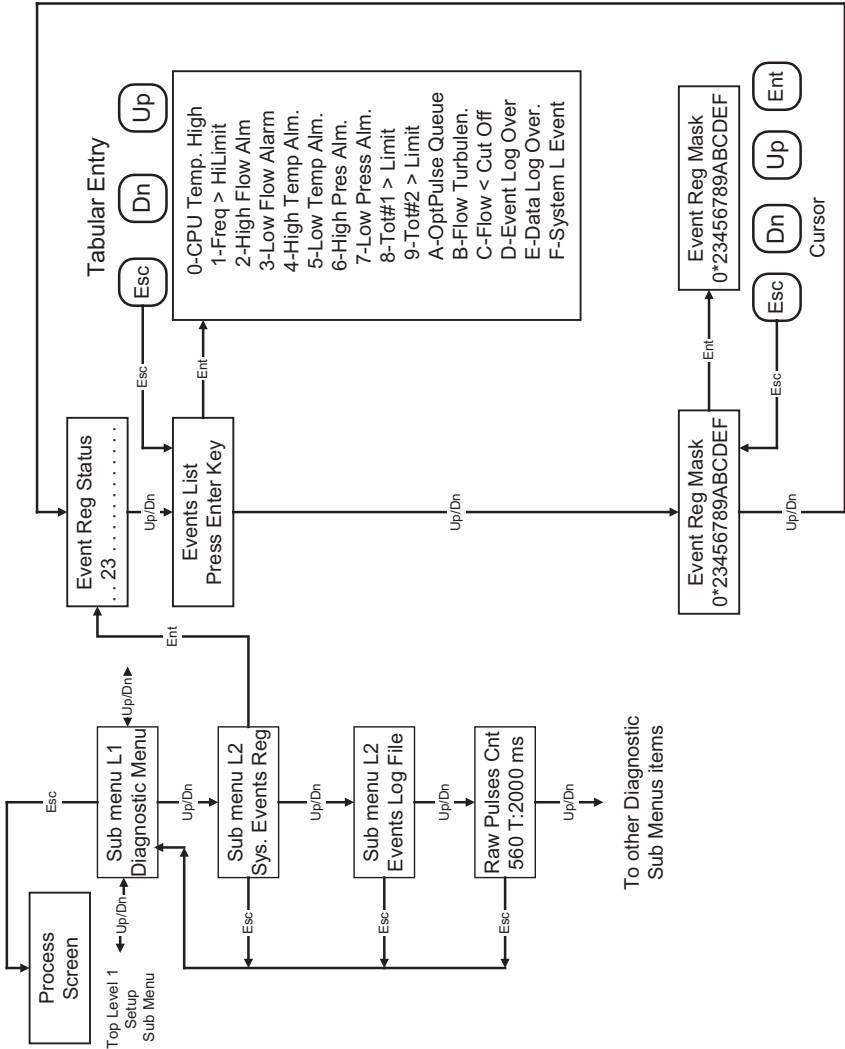 Process
Screen
Top Level 1
Setup
Sub Menu
Up/Dn
Esc
Sub menu L1
Diagnostic Menu
Up/Dn
Up/Dn
Sub menu L2
Sys. Events Reg
Ent
Esc
Up/Dn
Sub menu L2
Events Log File
Esc
Up/Dn
Raw Pulses Cnt
560 T:2000 ms
Esc
Up/Dn
To other Diagnostic
Sub Menus items
Event Reg Status
. . 23 . . . . . . . . . . . .
Up/Dn
Events List
Press Enter Key
Esc
Ent
Up/Dn
Tabular Entry
Esc
Dn
Up
0-CPU Temp. High
1-Freq > HiLimit
2-High Flow Alm
3-Low Flow Alarm
4-High Temp Alm.
5-Low Temp Alm.
6-High Pres Alm.
7-Low Press Alm.
8-Tot#1 > Limit
9-Tot#2 > Limit
A-OptPulse Queue
B-Flow Turbulen.
C-Flow < Cut Off
D-Event Log Over
E-Data Log Over.
F-System L Event
Event Reg Mask
0*23456789ABCDEF
Up/Dn
Ent
Esc
Event Reg Mask
0*23456789ABCDEF
Esc
Dn
Up
Ent
Cursor